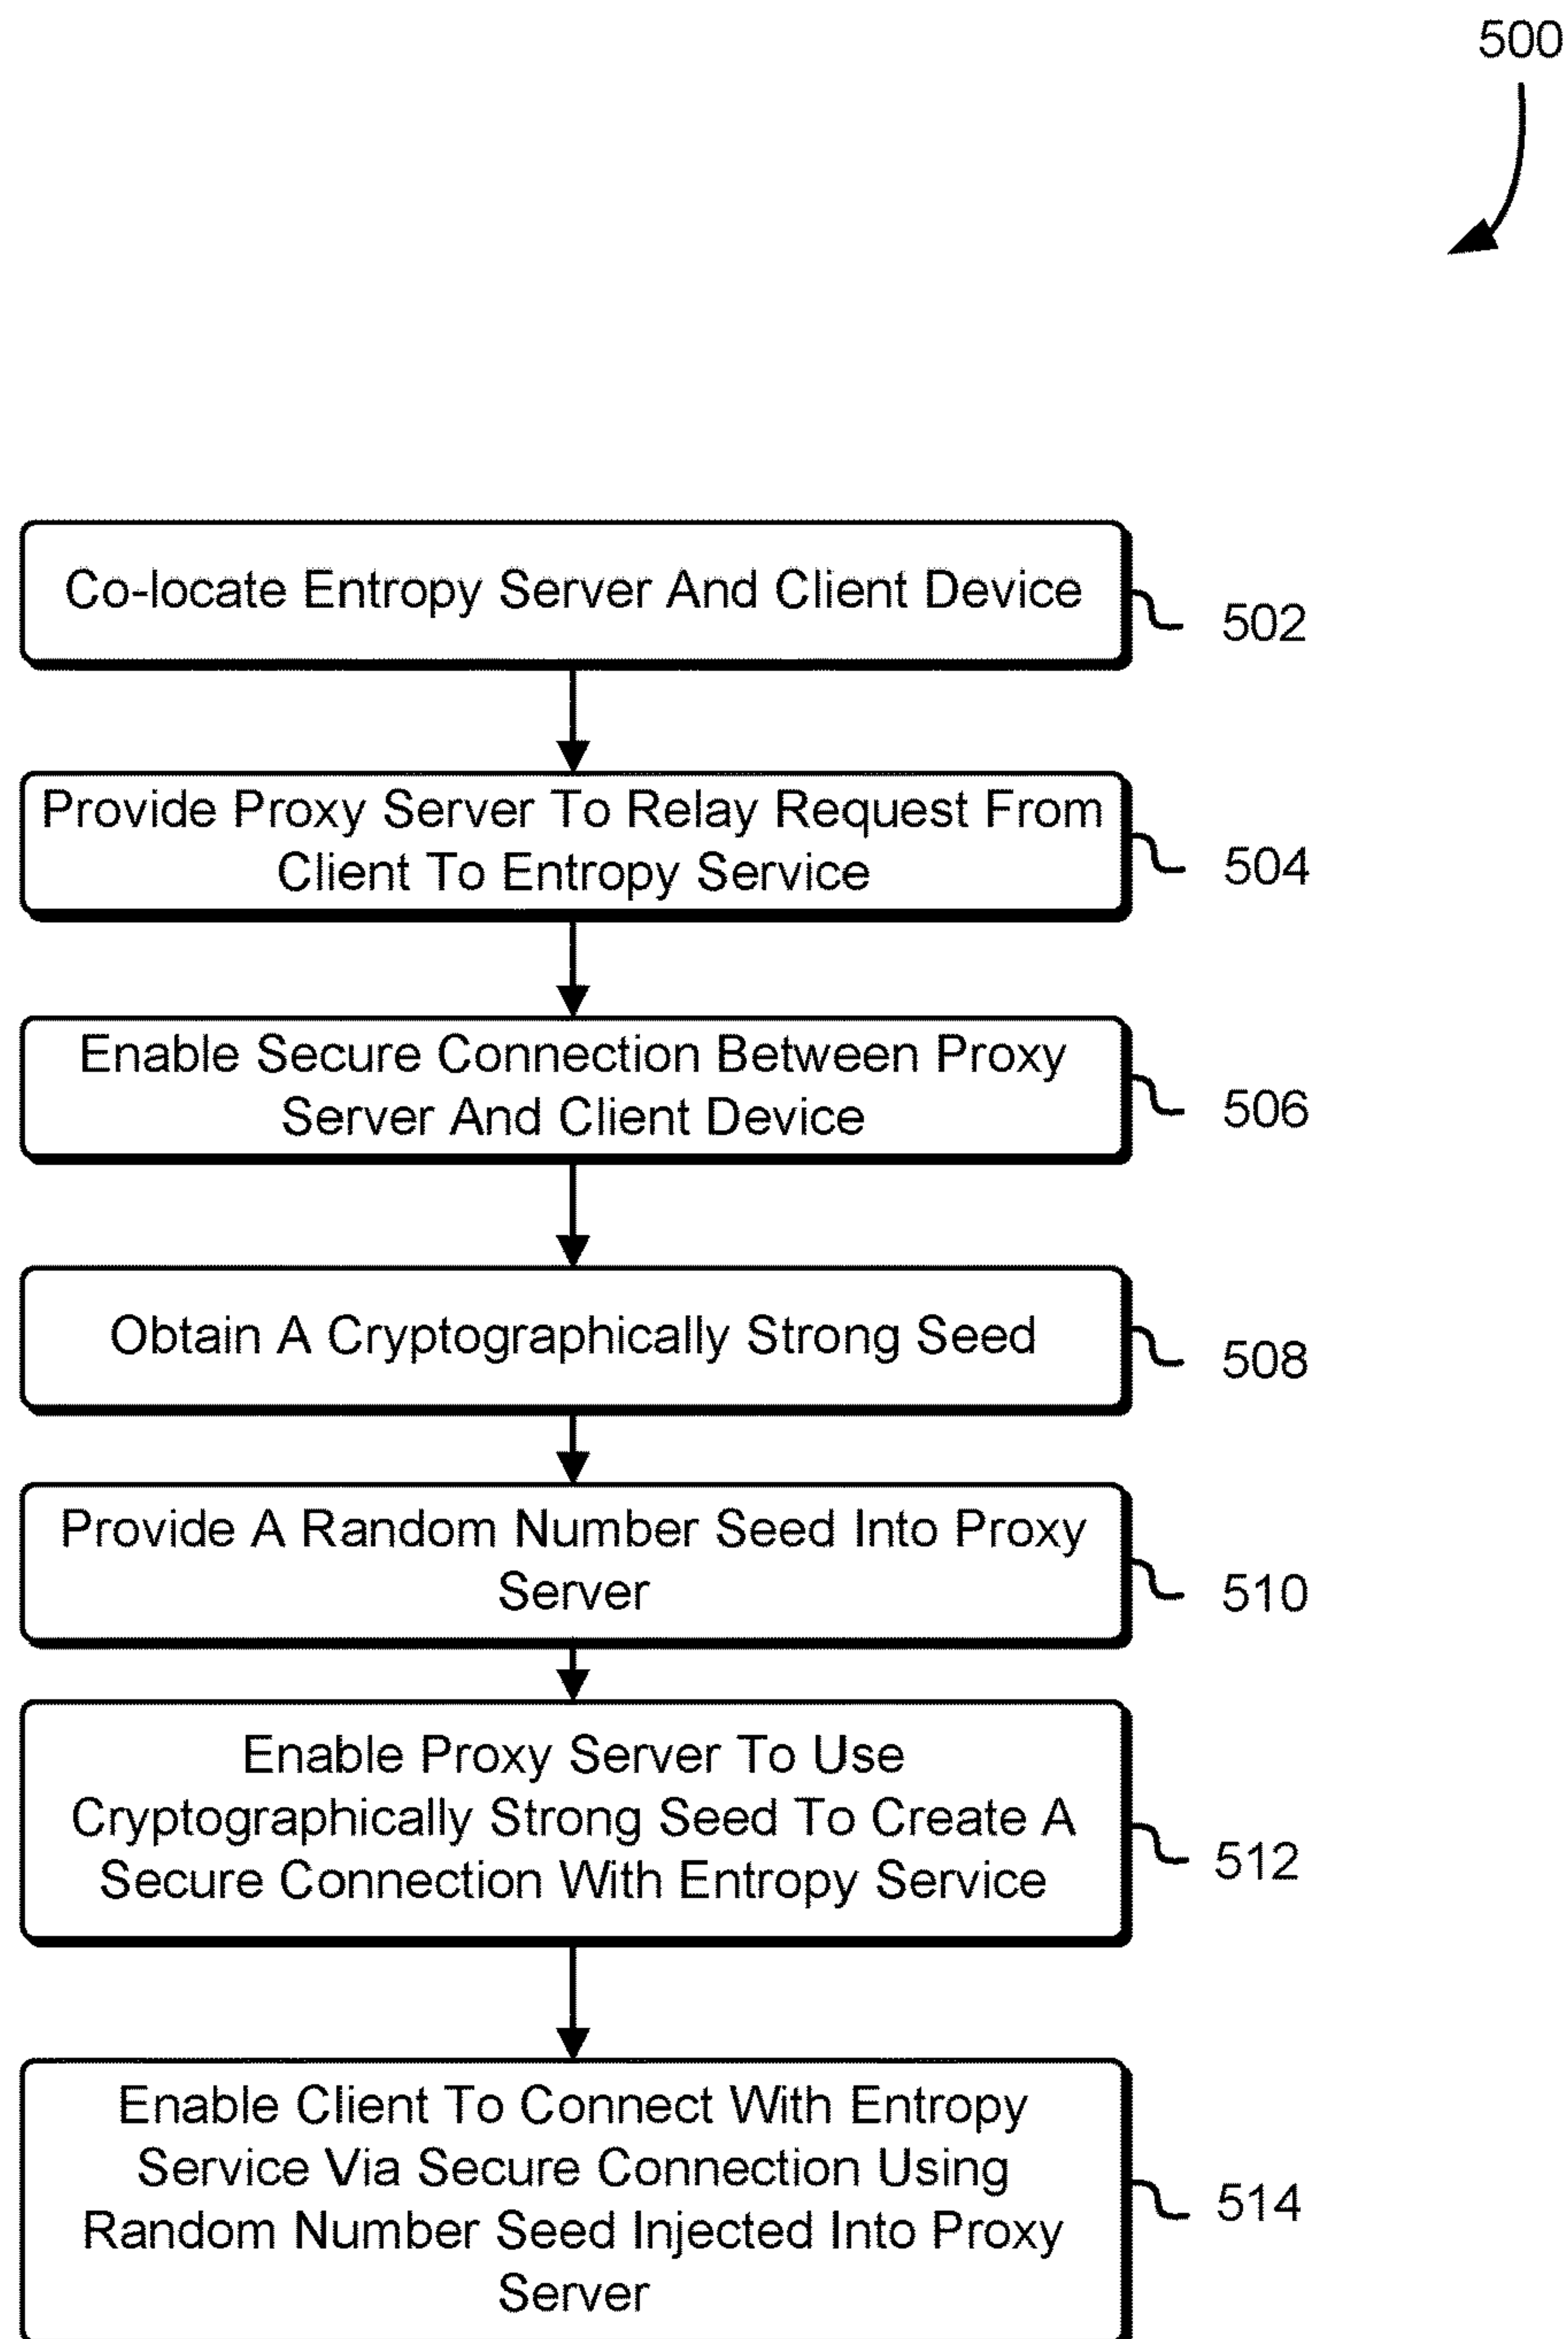 500
Co-locate Entropy Server And Client Device
502
Provide Proxy Server To Relay Request From
Client To Entropy Service
504
Enable Secure Connection Between Proxy
Server And Client Device
506
Obtain A Cryptographically Strong Seed
508
Provide A Random Number Seed Into Proxy
Server
510
Enable Proxy Server To Use
Cryptographically Strong Seed To Create A
Secure Connection With Entropy Service
512
Enable Client To Connect With Entropy
Service Via Secure Connection Using
Random Number Seed Injected Into Proxy
Server
514